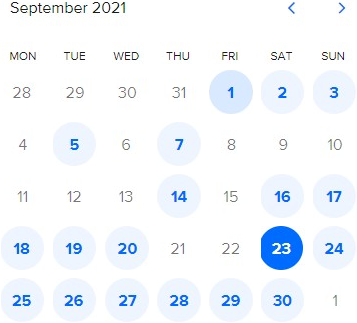 September 2021
MON TUE WED THU FRI SAT SUN
28 29 30 31 1 2 3
4 5 6 7 8 9 10
11 12 13 14 15 16 17
18 19 20 21 22 23 24
25 26 27 28 29 30 1